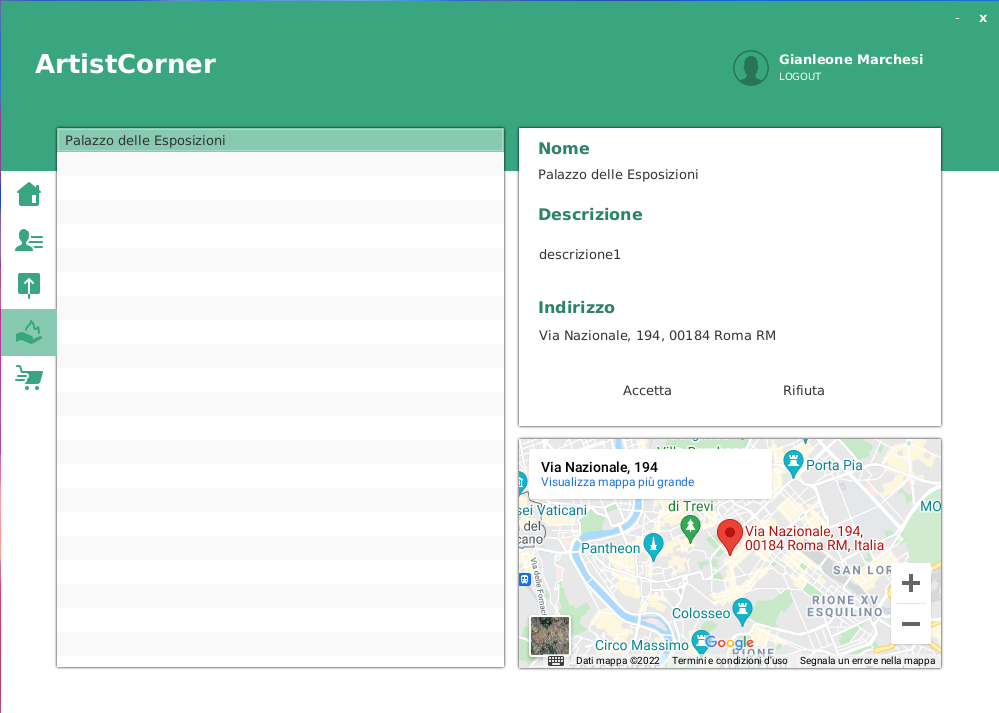 - x
ArtistCorner
Gianleone Marchesi
LOGOUT
Palazzo delle Esposizioni
Nome
Palazzo delle Esposizioni
Descrizione
descrizione1
Indirizzo
Via Nazionale, 194, 00184 Roma RM
Accetta Rifiuta
Via Nazionale, 194
Visualizza mappa più grande
Porta Pia
sei Vaticani
di Trevi
MO
del
cano
Via Nazionale, 194,
00184 Roma RM, Italia
Pantheon
SAN LOR
Via delle Fornaci
RIONE XV
ESQUILINO
Colosseo
Circo Massimo
Google
RIONE
Dati mappa ©2022 Termini e condizioni d'uso Segnala un errore nella mappa